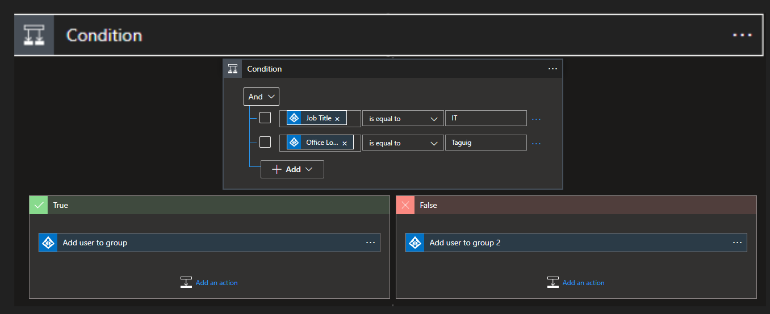 Condition
Condition
And
Job Title is equal to IT
Office Lo... is equal to Taguig
Add
True
False
Add user to group
Add user to group 2
Add an action
Add an action